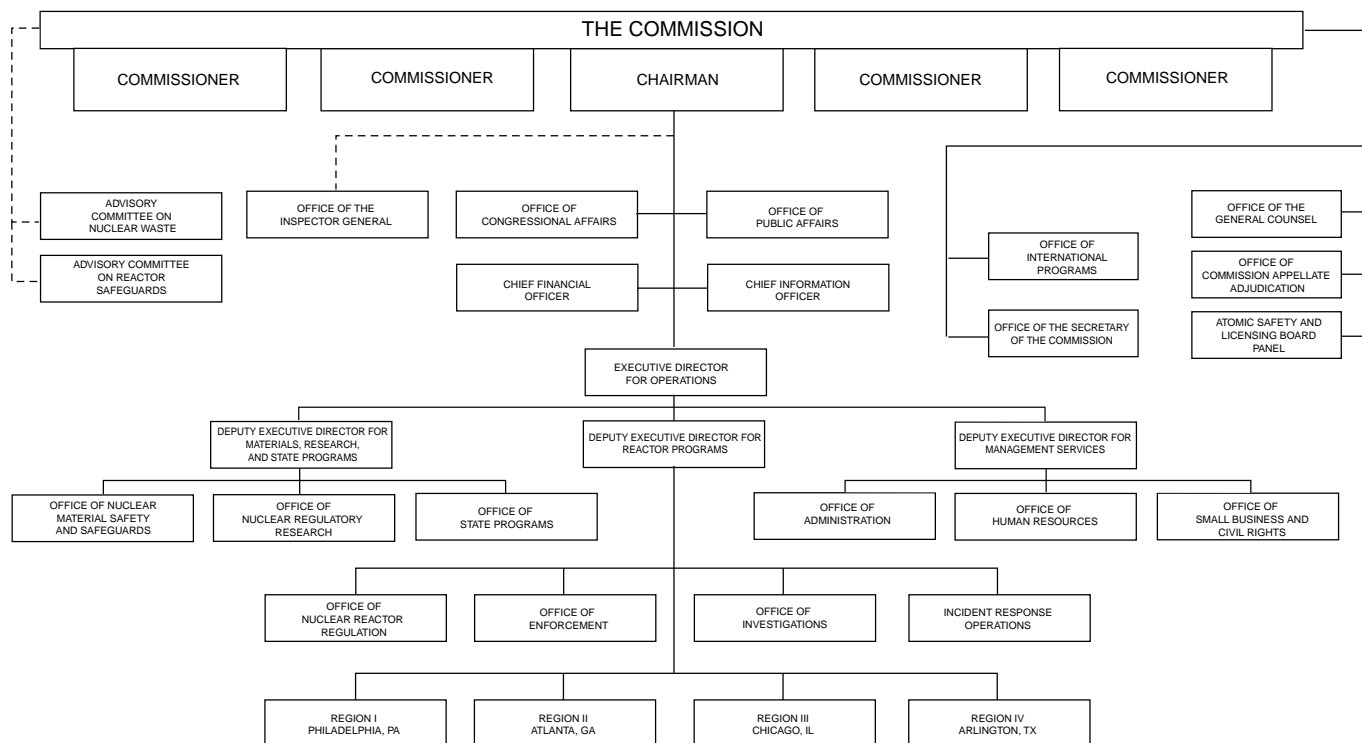 THE COMMISSION
COMMISSIONER
COMMISSIONER
CHAIRMAN
COMMISSIONER
COMMISSIONER
ADVISORY
COMMITTEE ON
NUCLEAR WASTE
OFFICE OF THE
INSPECTOR GENERAL
OFFICE OF
CONGRESSIONAL AFFAIRS
OFFICE OF
PUBLIC AFFAIRS
OFFICE OF THE
GENERAL COUNSEL
ADVISORY COMMITTEE
ON REACTOR
SAFEGUARDS
CHIEF FINANCIAL
OFFICER
CHIEF INFORMATION
OFFICER
OFFICE OF
INTERNATIONAL
PROGRAMS
OFFICE OF
COMMISSION APPELLATE
ADJUDICATION
OFFICE OF THE SECRETARY
OF THE COMMISSION
ATOMIC SAFETY AND
LICENSING BOARD
PANEL
EXECUTIVE DIRECTOR
FOR OPERATIONS
DEPUTY EXECUTIVE DIRECTOR FOR
MATERIALS, RESEARCH,
AND STATE PROGRAMS
DEPUTY EXECUTIVE DIRECTOR FOR
REACTOR PROGRAMS
DEPUTY EXECUTIVE DIRECTOR FOR
MANAGEMENT SERVICES
OFFICE OF NUCLEAR
MATERIAL SAFETY
AND SAFEGUARDS
OFFICE OF
NUCLEAR REGULATORY
RESEARCH
OFFICE OF
STATE PROGRAMS
OFFICE OF
ADMINISTRATION
OFFICE OF
HUMAN RESOURCES
OFFICE OF
SMALL BUSINESS AND
CIVIL RIGHTS
OFFICE OF
NUCLEAR REACTOR
REGULATION
OFFICE OF
ENFORCEMENT
OFFICE OF
INVESTIGATIONS
INCIDENT RESPONSE
OPERATIONS
REGION I
PHILADELPHIA, PA
REGION II
ATLANTA, GA
REGION III
CHICAGO, IL
REGION IV
ARLINGTON, TX